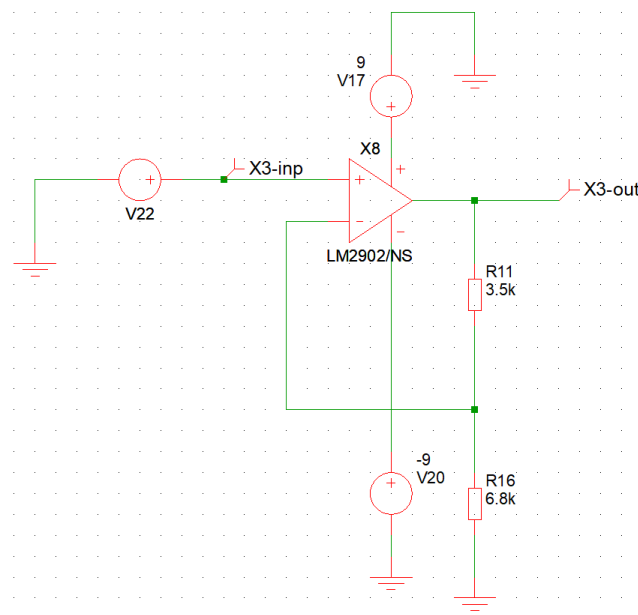 9
V17
X8
X3-inp
+
+
+
V22
+
-
-
X3-out
LM2902/NS
R11
3.5k
-9
V20
+
R16
6.8k